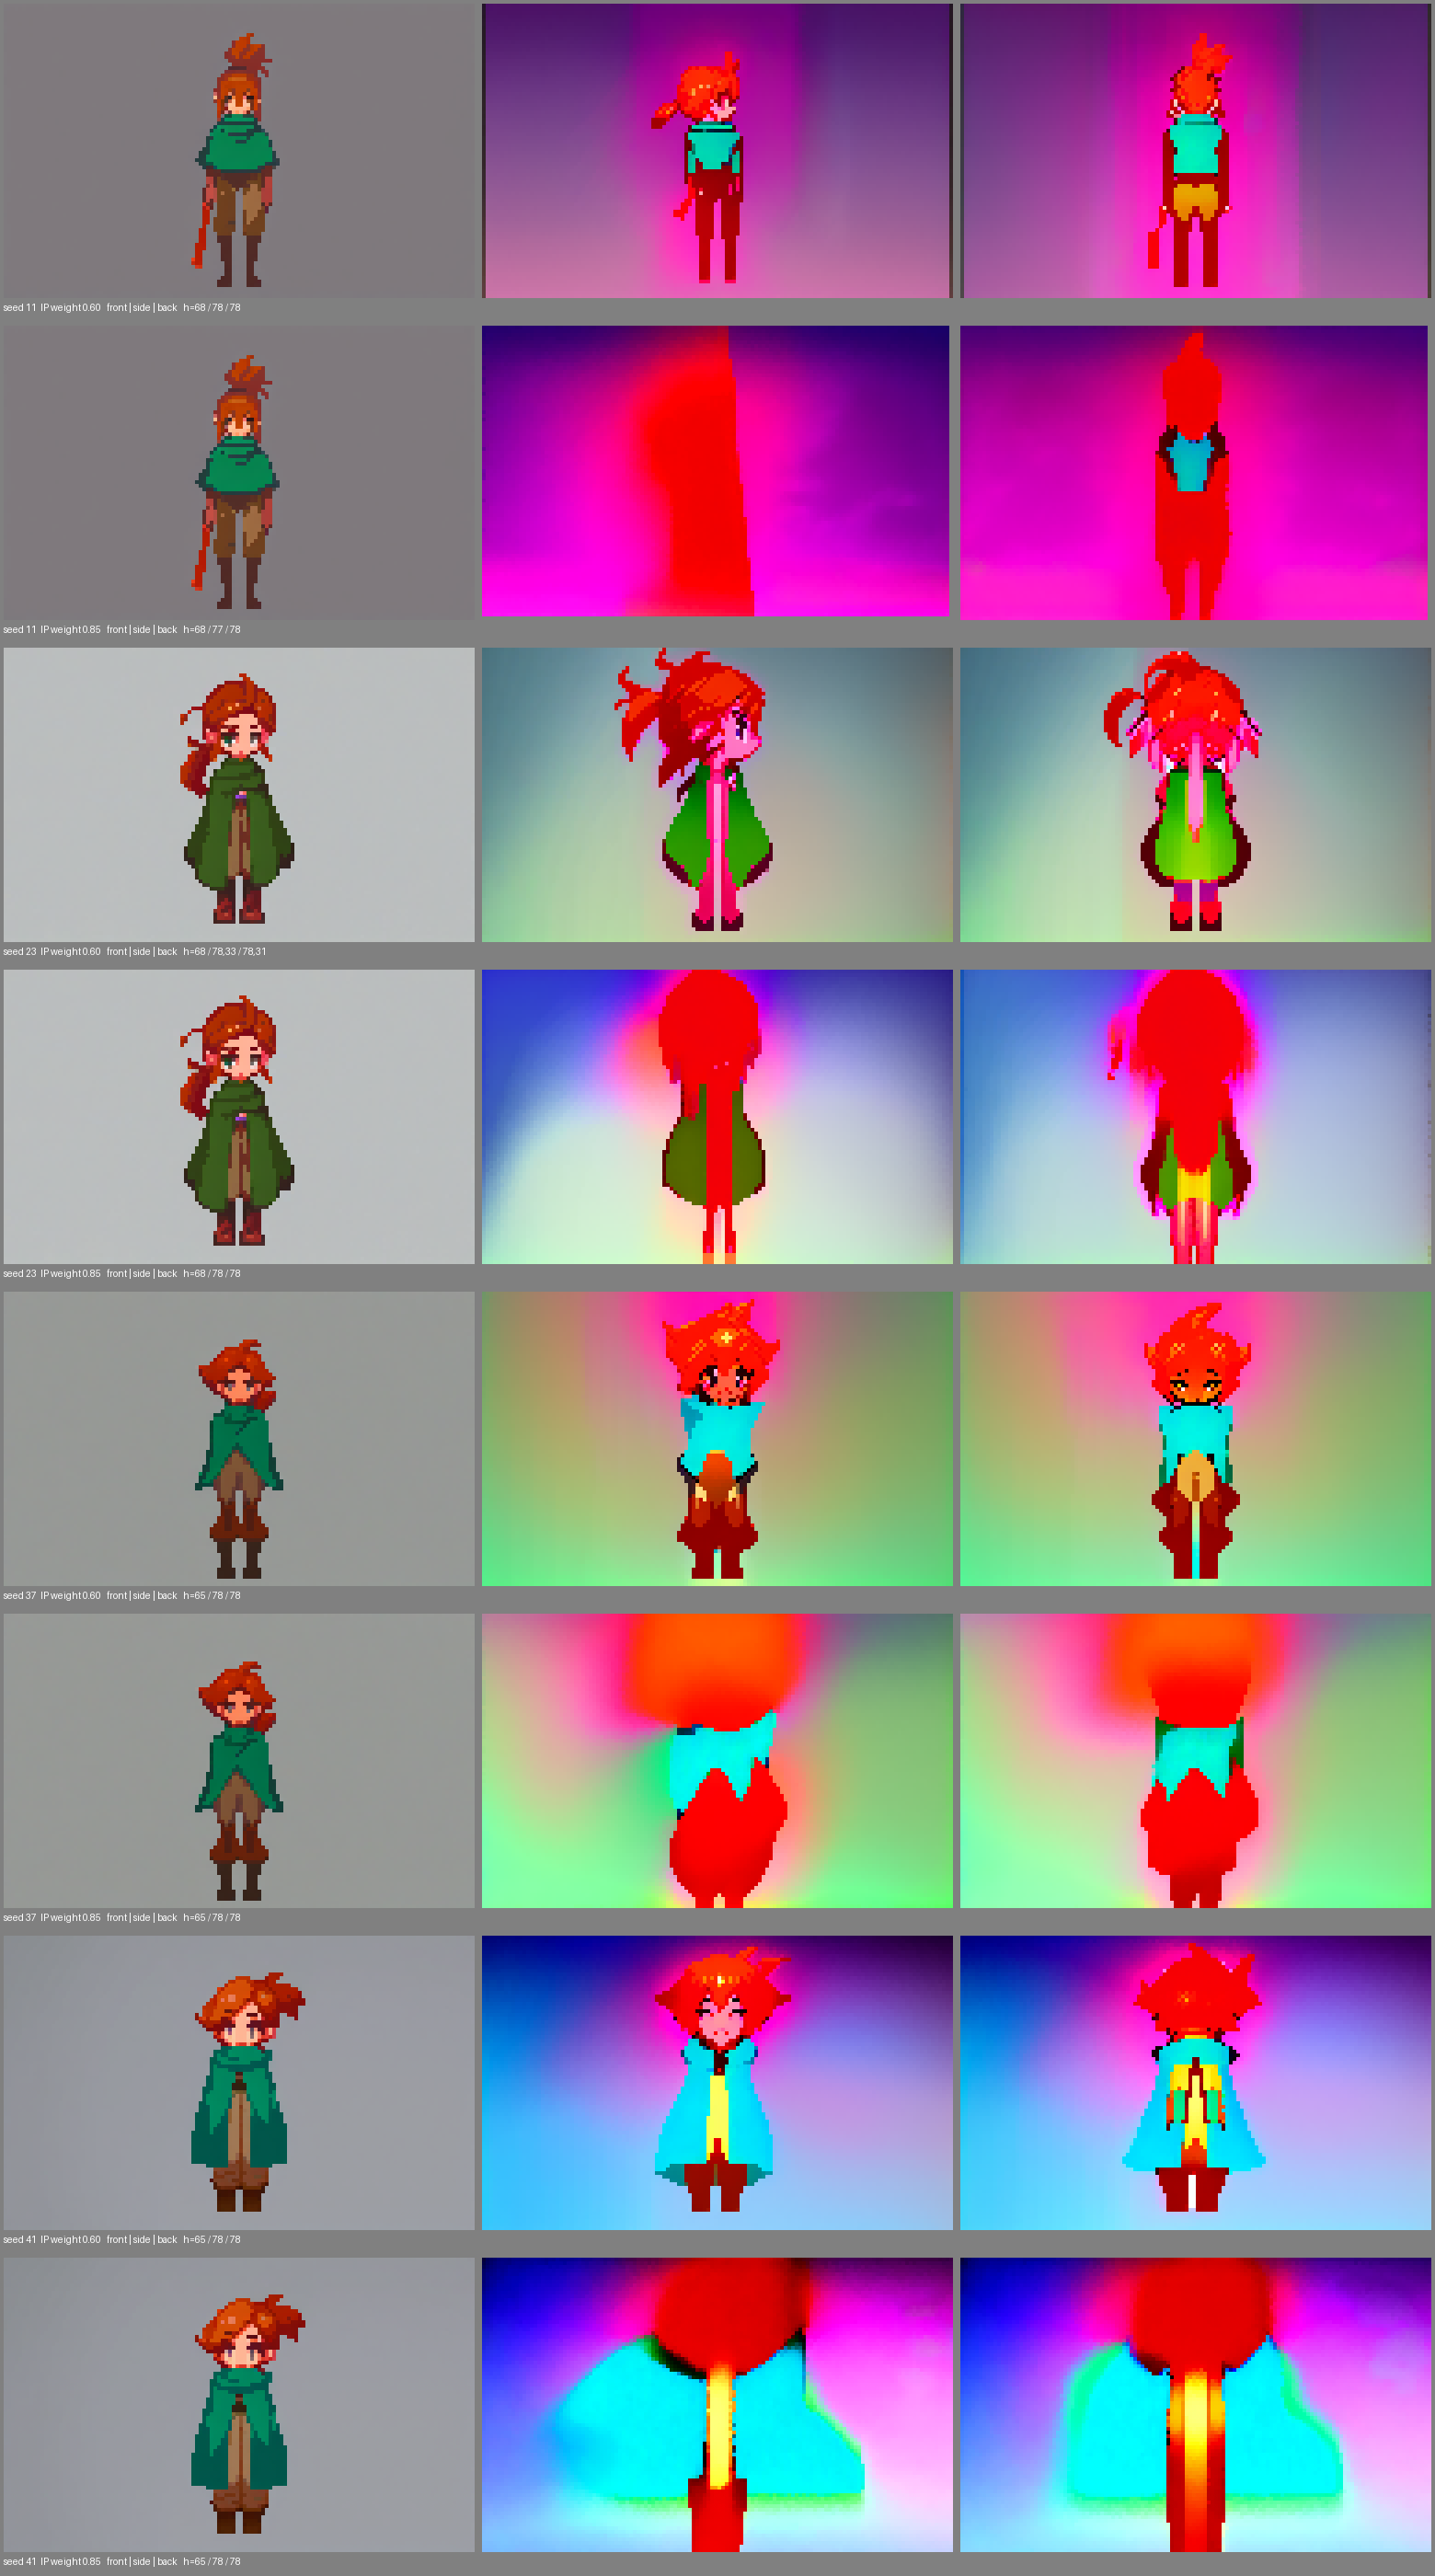 seed 11 IP weight 0.60 front | side | back h=68 / 78 / 78
seed 11 IP weight 0.85 front | side | back h=68 / 77 / 78
seed 23 IP weight 0.60 front | side | back h=68 / 78,33 / 78,31
seed 23 IP weight 0.85 front | side | back h=68 / 78 / 78
seed 37 IP weight 0.60 front | side | back h=65 / 78 / 78
seed 37 IP weight 0.85 front | side | back h=65 / 78 / 78
seed 41 IP weight 0.60 front | side | back h=65 / 78 / 78
seed 41 IP weight 0.85 front | side | back h=65 / 78 / 78